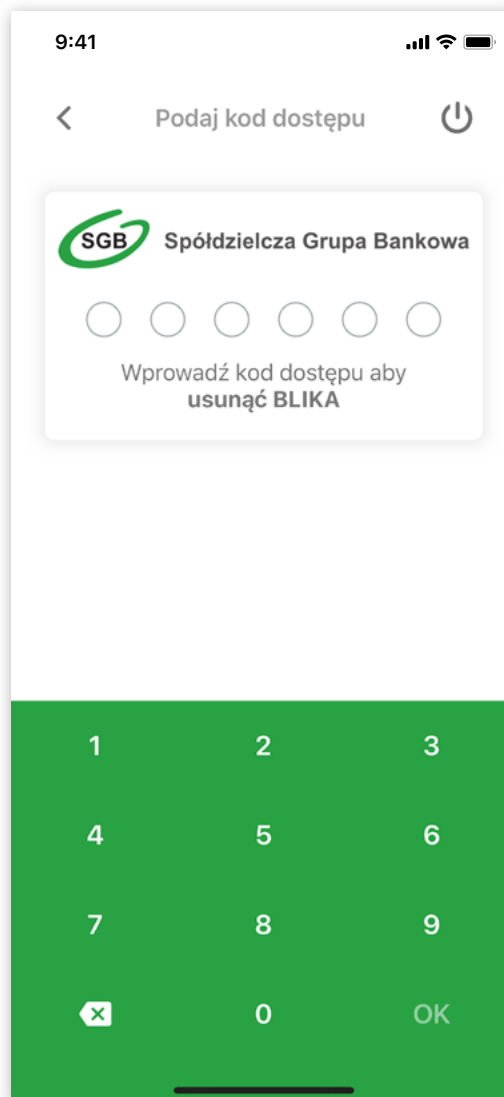 9:41
Podaj kod dostępu
SGB Spółdzielcza Grupa Bankowa
Wprowadź kod dostępu aby
usunąć BLIKA
1 2 3
4 5 6
7 8 9
0 OK